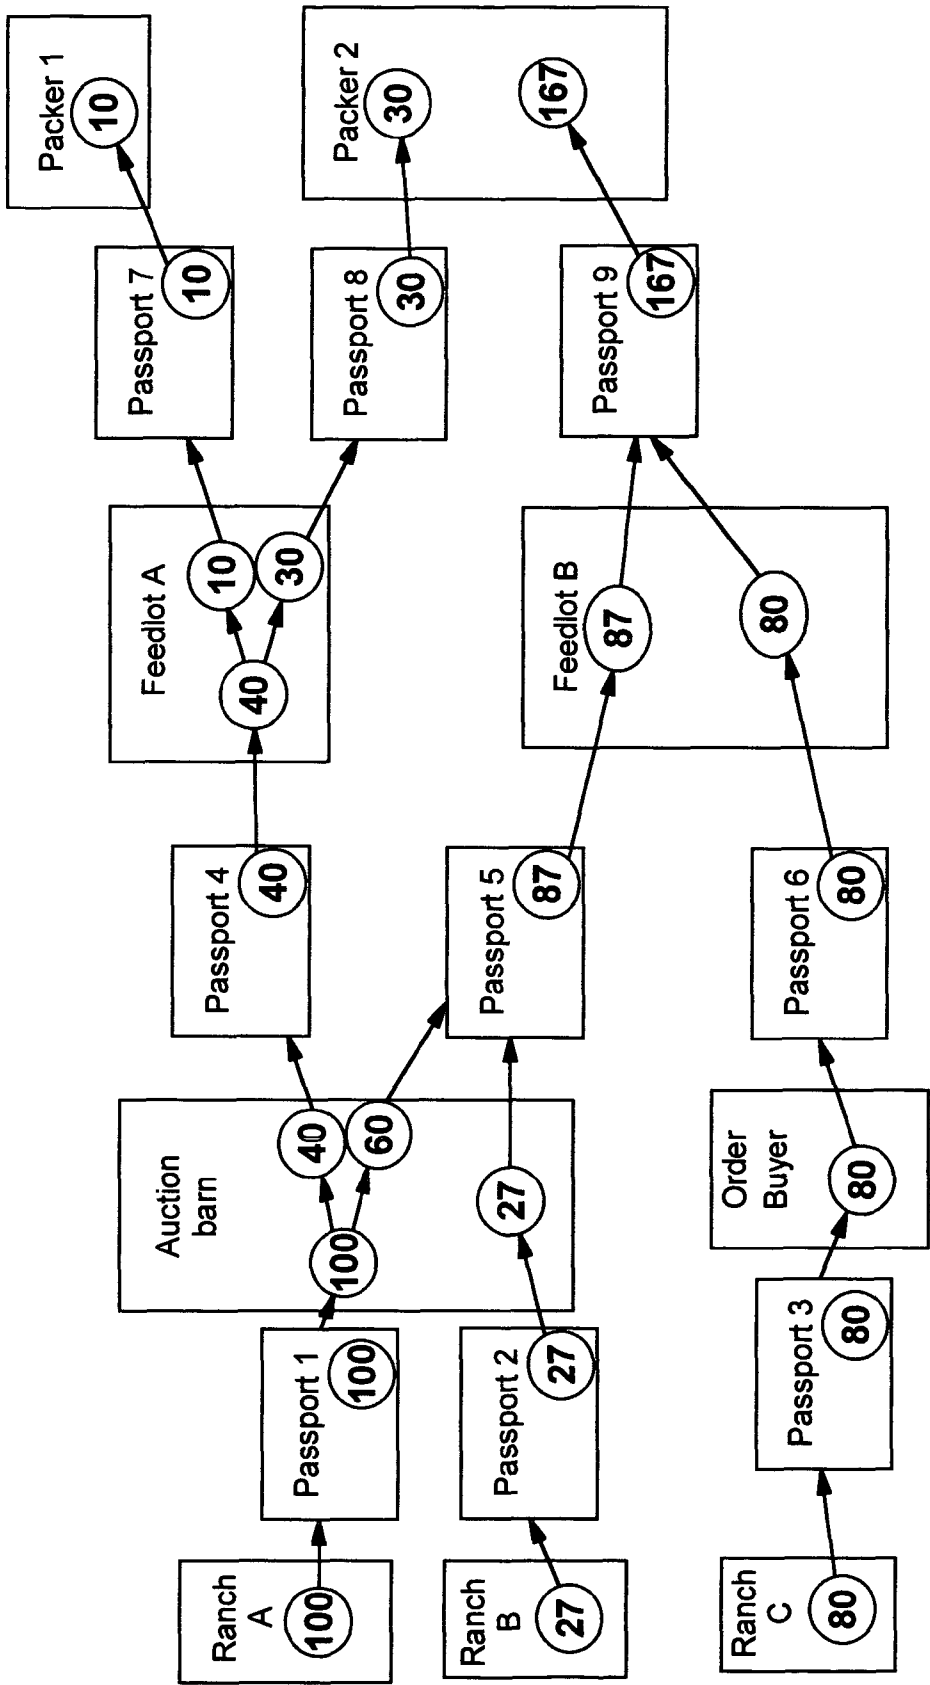 Ranch
A
100
Passport 1
100
Auction
barn
100
40
60
27
Passport 4
40
Feedlot A
40
10
30
Passport 7
10
Packer 1
10
Passport 8
30
Packer 2
30
167
Ranch
B
27
Passport 2
27
Passport 5
87
Feedlot B
87
80
Passport 9
167
Ranch
C
80
Passport 3
80
Order
Buyer
80
Passport 6
80